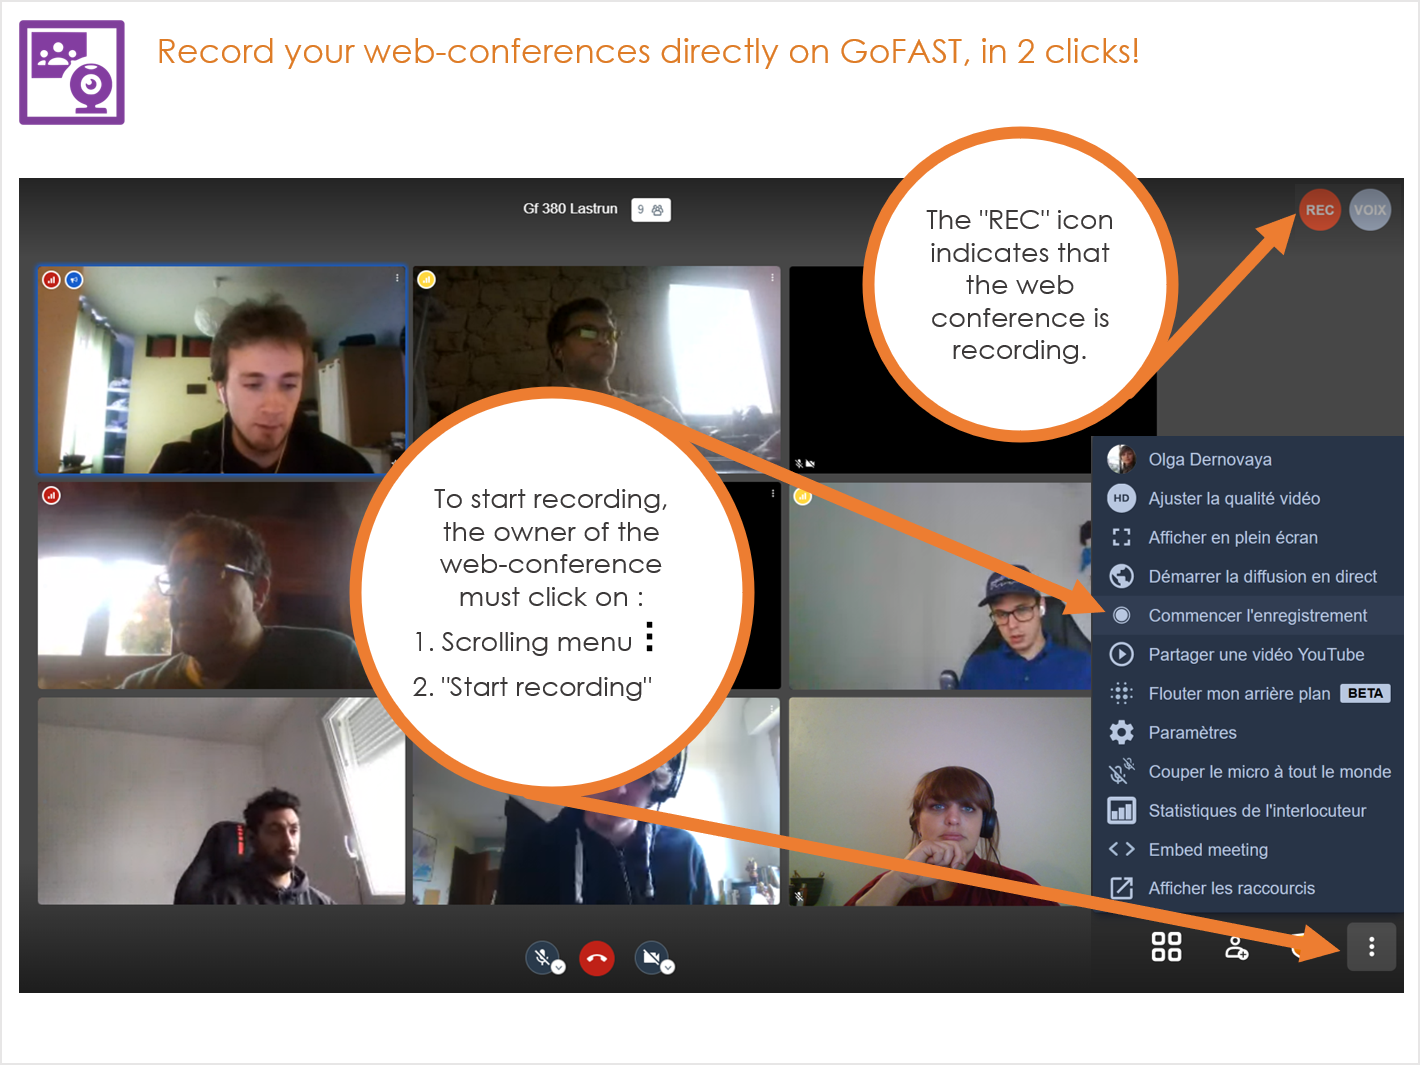 Record your web-conferences directly on GoFAST, in 2 clicks!
Gf 380 Lastrun 9
REC VOIX
The "REC" icon
indicates that
the web
conference is
recording.
To start recording,
the owner of the
web-conference
must click on :
1. Scrolling menu
2. "Start recording"
Olga Dernovaya
HD Ajuster la qualité vidéo
Afficher en plein écran
Démarrer la diffusion en direct
Commencer l'enregistrement
Partager une vidéo YouTube
Flouter mon arrière plan BETA
Paramètres
Couper le micro à tout le monde
Statistiques de l'interlocuteur
Embed meeting
Afficher les raccourcis